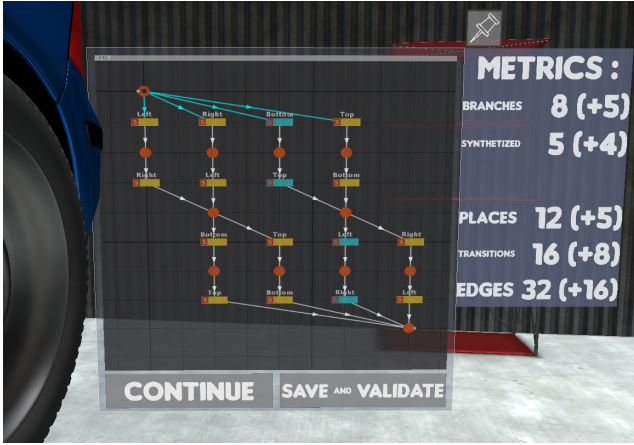 METRICS :
BRANCHES 8 (+5)
SYNTHETIZED 5 (+4)
PLACES 12 (+5)
TRANSITIONS 16 (+8)
EDGES 32 (+16)
Left Right Bottom Top
Right Left Top Bottom
Bottom Top Left Right
Top Bottom Right Left
CONTINUE SAVE AND VALIDATE